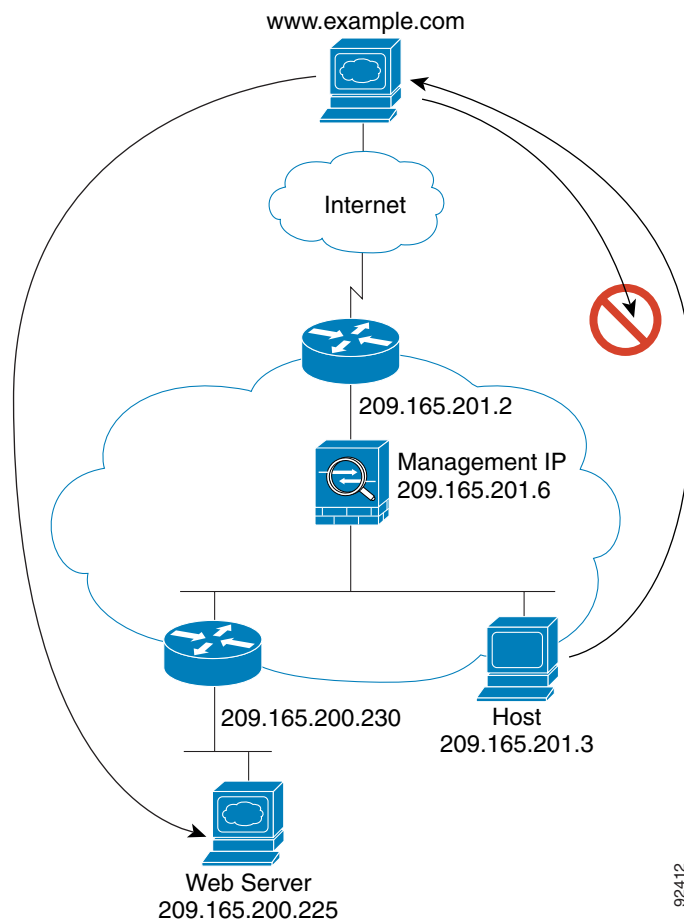 www.example.com
Internet
209.165.201.2
Management IP
209.165.201.6
209.165.200.230
Host
209.165.201.3
Web Server
209.165.200.225
92412